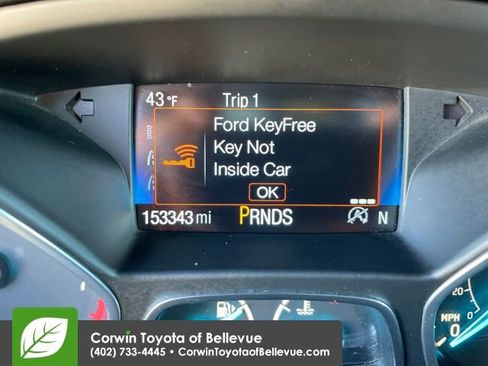 43 °F Trip 1
Ford KeyFree
Key Not
Inside Car
OK
153343 mi PRNDS N
20
MPH 0
Corwin Toyota of Bellevue
(402) 733-4445 • CorwinToyotaofBellevue.com